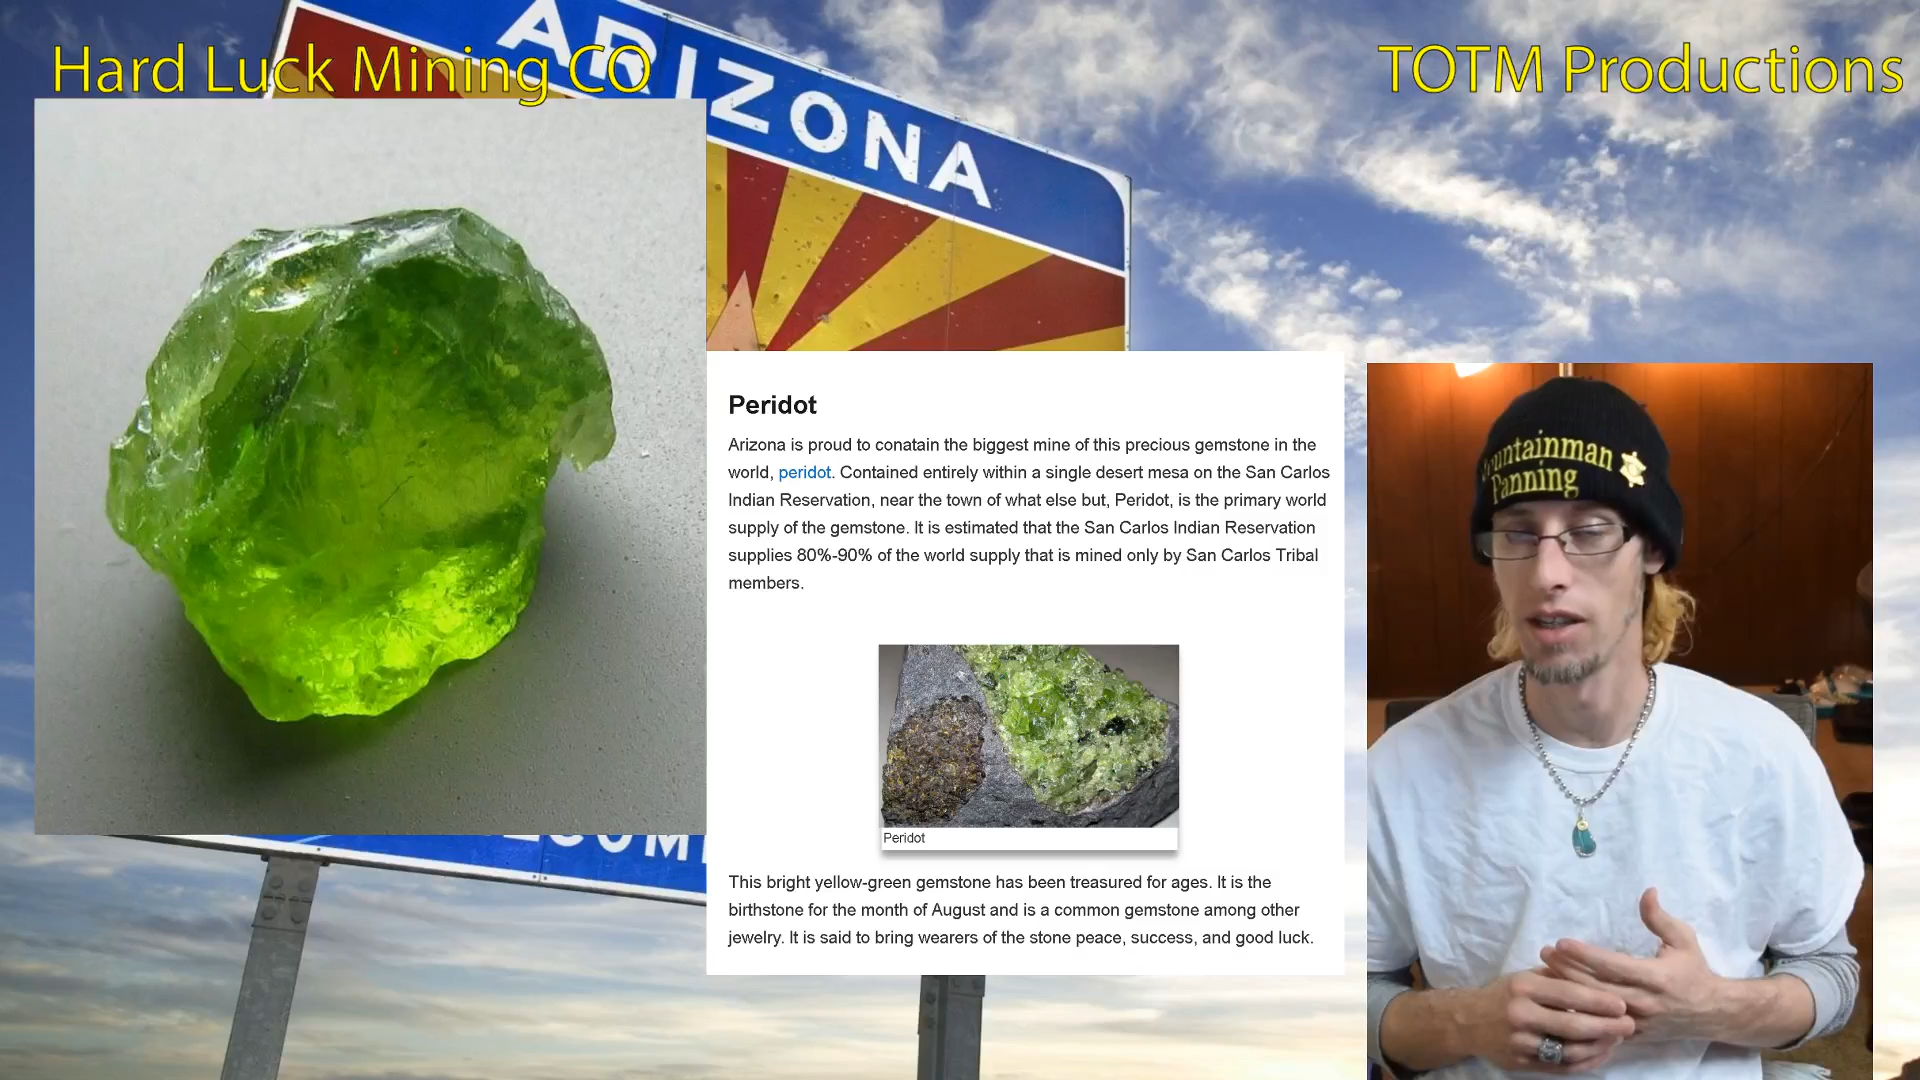 Hard Luck Mining CO
TOTM Productions
ARIZONA
Peridot
Arizona is proud to conatain the biggest mine of this precious gemstone in the
world, peridot. Contained entirely within a single desert mesa on the San Carlos
Indian Reservation, near the town of what else but, Peridot, is the primary world
supply of the gemstone. It is estimated that the San Carlos Indian Reservation
supplies 80%-90% of the world supply that is mined only by San Carlos Tribal
members.
Peridot
This bright yellow-green gemstone has been treasured for ages. It is the
birthstone for the month of August and is a common gemstone among other
jewelry. It is said to bring wearers of the stone peace, success, and good luck.
Panning